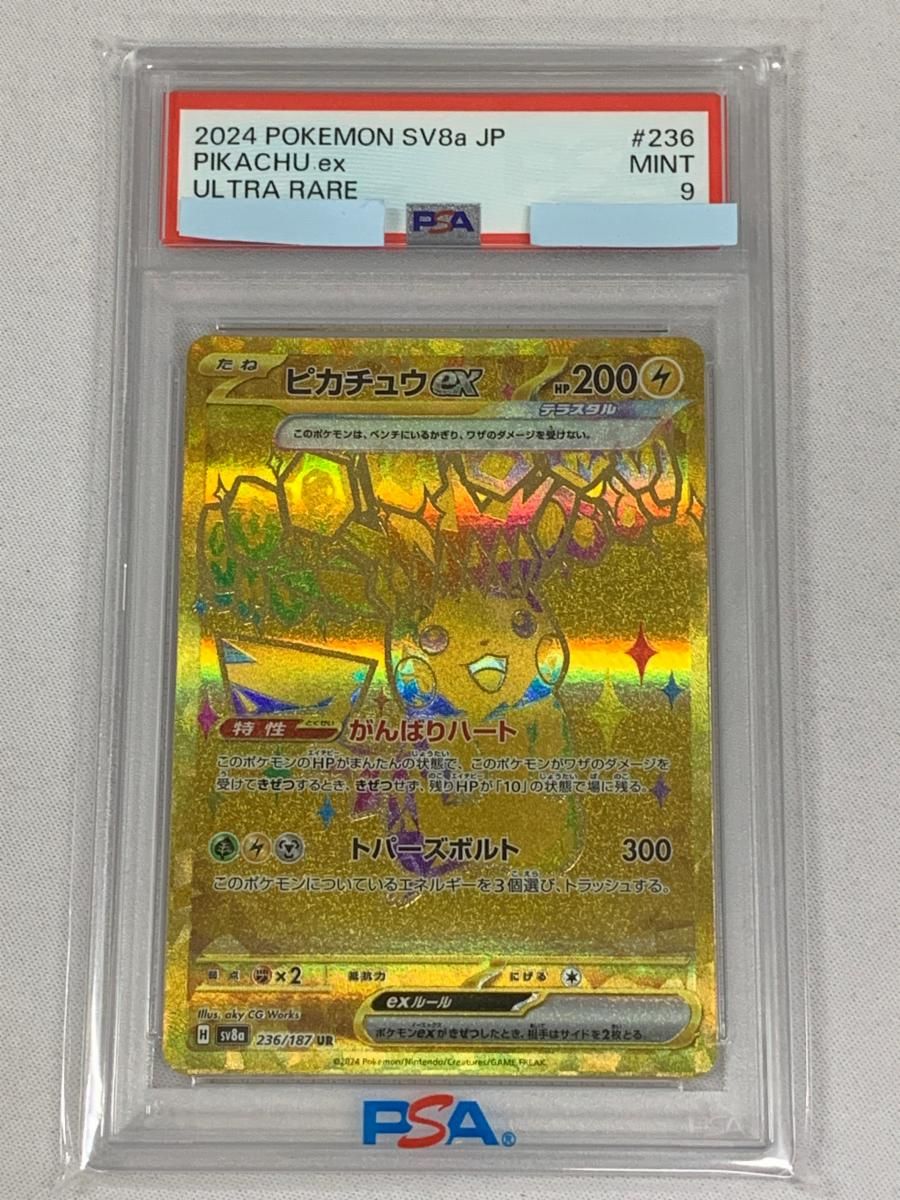 2024 POKEMON SV8a JP #236
PIKACHU ex MINT
ULTRA RARE 9
PSA
たね ピカチュウex HP200
テラスタル
このポケモンは、ベンチにいるかぎり、ワザのダメージを受けない。
特性 とくせい がんばりハート
このポケモンのHPがまんたんの状態で、このポケモンがワザのダメージを
受けてきぜつするとき、きぜつせず、残りHPが「10」の状態で場に残る。
トパーズボルト 300
このポケモンについているエネルギーを3個選び、トラッシュする。
弱点 ×2 抵抗力 にげる
Illus. aky CG Works
exルール
ポケモンexがきぜつしたとき、相手はサイドを2枚とる。
H sv8a 236/187 UR
©2024 Pokémon/Nintendo/Creatures/GAME FREAK.
PSA®